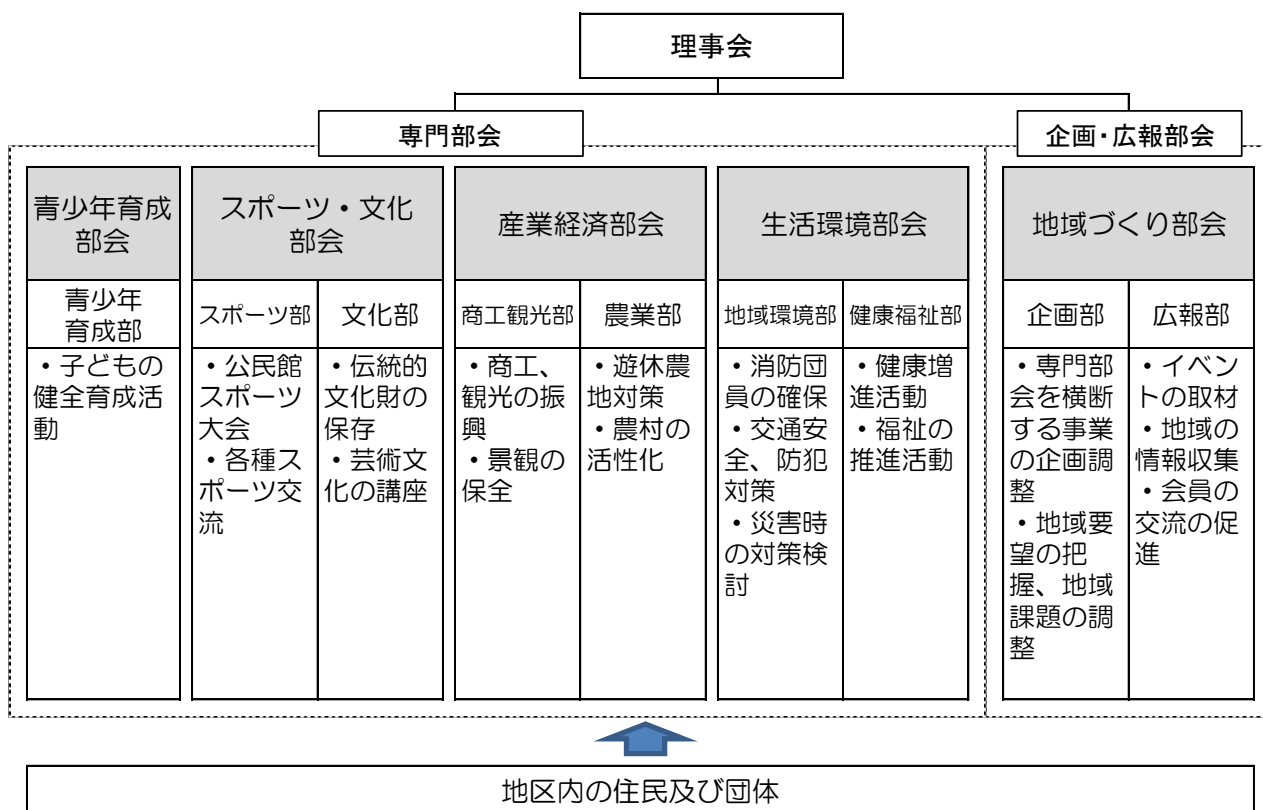 理事会
専門部会
企画・広報部会
青少年育成
部会
青少年
育成部
・子どもの
健全育成活
動
スポーツ・文化
部会
スポーツ部
・公民館
スポーツ
大会
・各種ス
ポーツ交
流
文化部
・伝統的
文化財の
保存
・芸術文
化の講座
産業経済部会
商工観光部
・商工、
観光の振
興
・景観の
保全
農業部
・遊休農
地対策
・農村の
活性化
生活環境部会
地域環境部
・消防団
員の確保
・交通安
全、防犯
対策
・災害時
の対策検
討
健康福祉部
・健康増
進活動
・福祉の
推進活動
地域づくり部会
企画部
・専門部
会を横断
する事業
の企画調
整
・地域要
望の把
握、地域
課題の調
整
広報部
・イベン
トの取材
・地域の
情報収集
・会員の
交流の促
進
地区内の住民及び団体